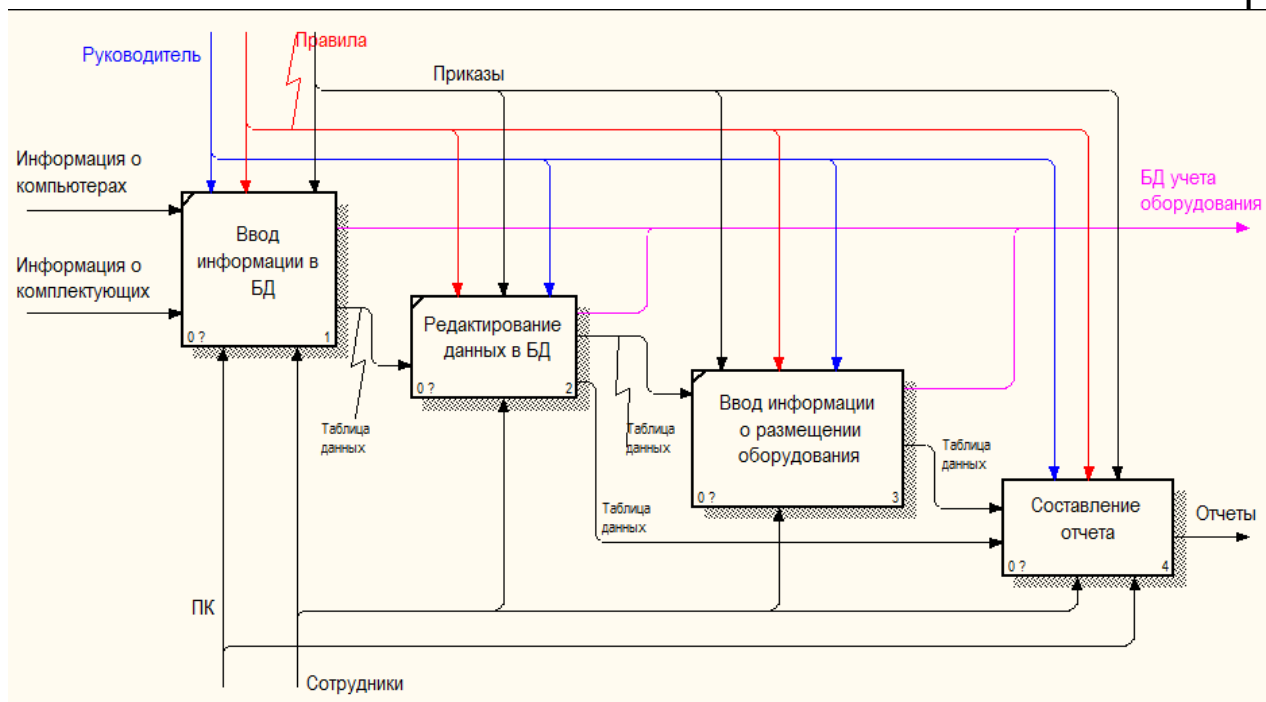 Правила
Руководитель
Приказы
Информация о
компьютерах
БД учета
оборудования
Ввод
информации в
БД
0 ?
1
Информация о
комплектующих
Редактирование
данных в БД
0 ?
2
Таблица
данных
Таблица
данных
Ввод информации
о размещении
оборудования
0 ?
3
Таблица
данных
Таблица
данных
Составление
отчета
0 ?
4
Отчеты
ПК
Сотрудники